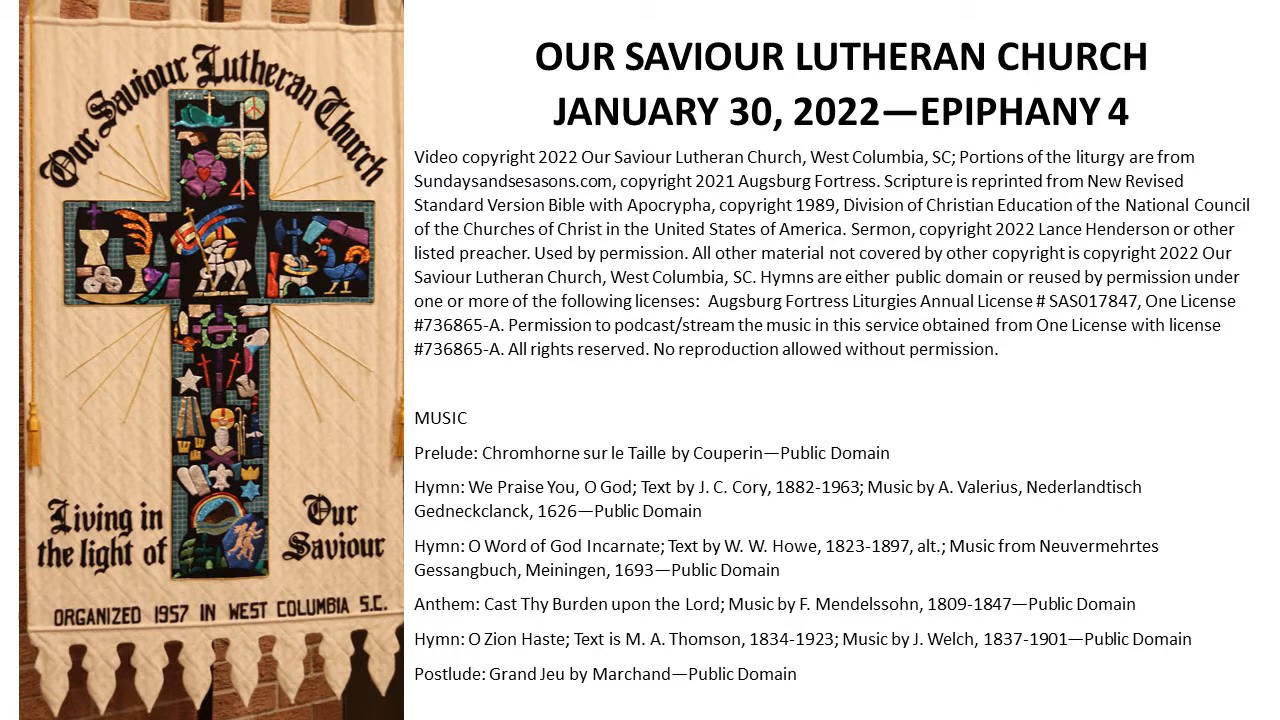 Our Saviour Lutheran Church
Living in
the light of
Our
Saviour
ORGANIZED 1957 IN WEST COLUMBIA S.C.
OUR SAVIOUR LUTHERAN CHURCH
JANUARY 30, 2022—EPIPHANY 4
Video copyright 2022 Our Saviour Lutheran Church, West Columbia, SC; Portions of the liturgy are from
Sundaysandsesasons.com, copyright 2021 Augsburg Fortress. Scripture is reprinted from New Revised
Standard Version Bible with Apocrypha, copyright 1989, Division of Christian Education of the National Council
of the Churches of Christ in the United States of America. Sermon, copyright 2022 Lance Henderson or other
listed preacher. Used by permission. All other material not covered by other copyright is copyright 2022 Our
Saviour Lutheran Church, West Columbia, SC. Hymns are either public domain or reused by permission under
one or more of the following licenses:  Augsburg Fortress Liturgies Annual License # SAS017847, One License
#736865-A. Permission to podcast/stream the music in this service obtained from One License with license
#736865-A. All rights reserved. No reproduction allowed without permission.
MUSIC
Prelude: Chromhorne sur le Taille by Couperin—Public Domain
Hymn: We Praise You, O God; Text by J. C. Cory, 1882-1963; Music by A. Valerius, Nederlandtisch
Gedneckclanck, 1626—Public Domain
Hymn: O Word of God Incarnate; Text by W. W. Howe, 1823-1897, alt.; Music from Neuvermehrtes
Gessangbuch, Meiningen, 1693—Public Domain
Anthem: Cast Thy Burden upon the Lord; Music by F. Mendelssohn, 1809-1847—Public Domain
Hymn: O Zion Haste; Text is M. A. Thomson, 1834-1923; Music by J. Welch, 1837-1901—Public Domain
Postlude: Grand Jeu by Marchand—Public Domain